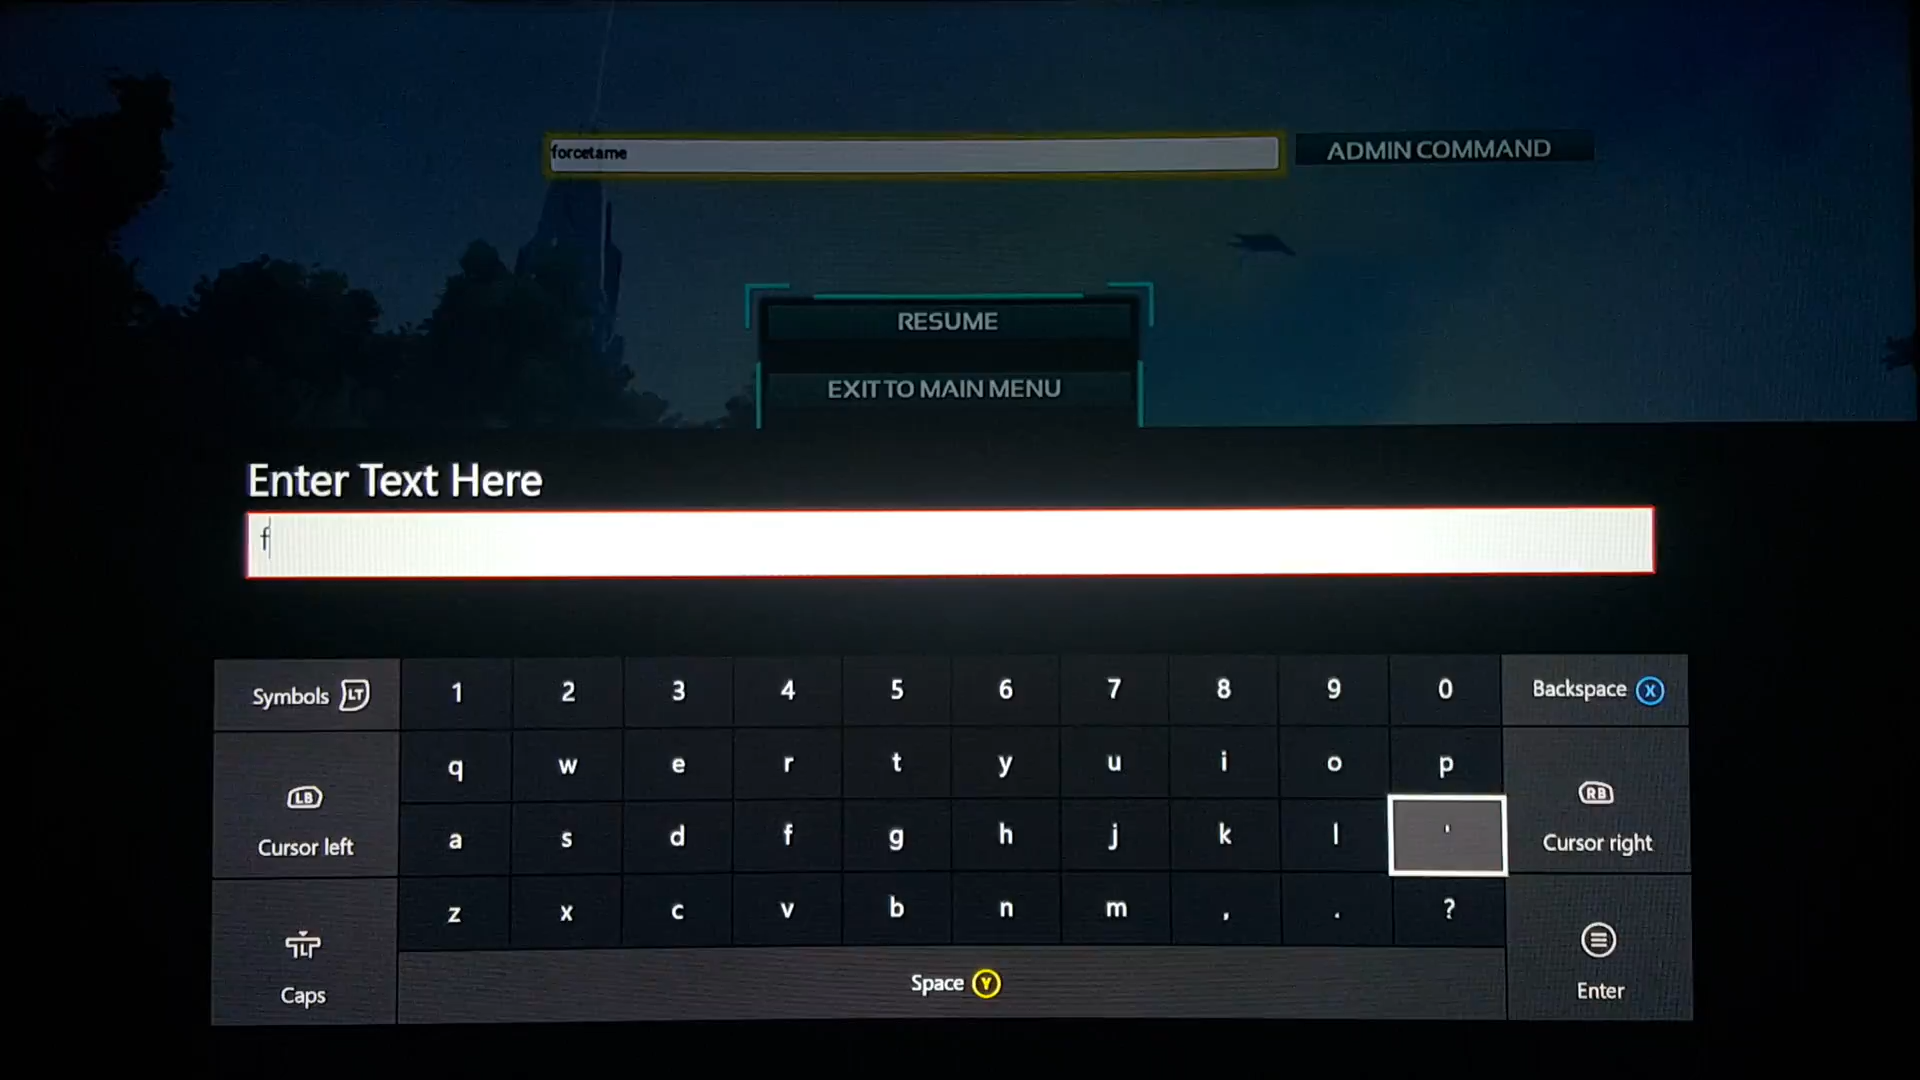 forcetame
ADMIN COMMAND
RESUME
EXIT TO MAIN MENU
Enter Text Here
f
Symbols LT 1 2 3 4 5 6 7 8 9 0 Backspace X
q w e r t y u i o p
LB Cursor left
a s d f g h j k l '
RB Cursor right
z x c v b n m , . ?
Caps
Space Y
Enter